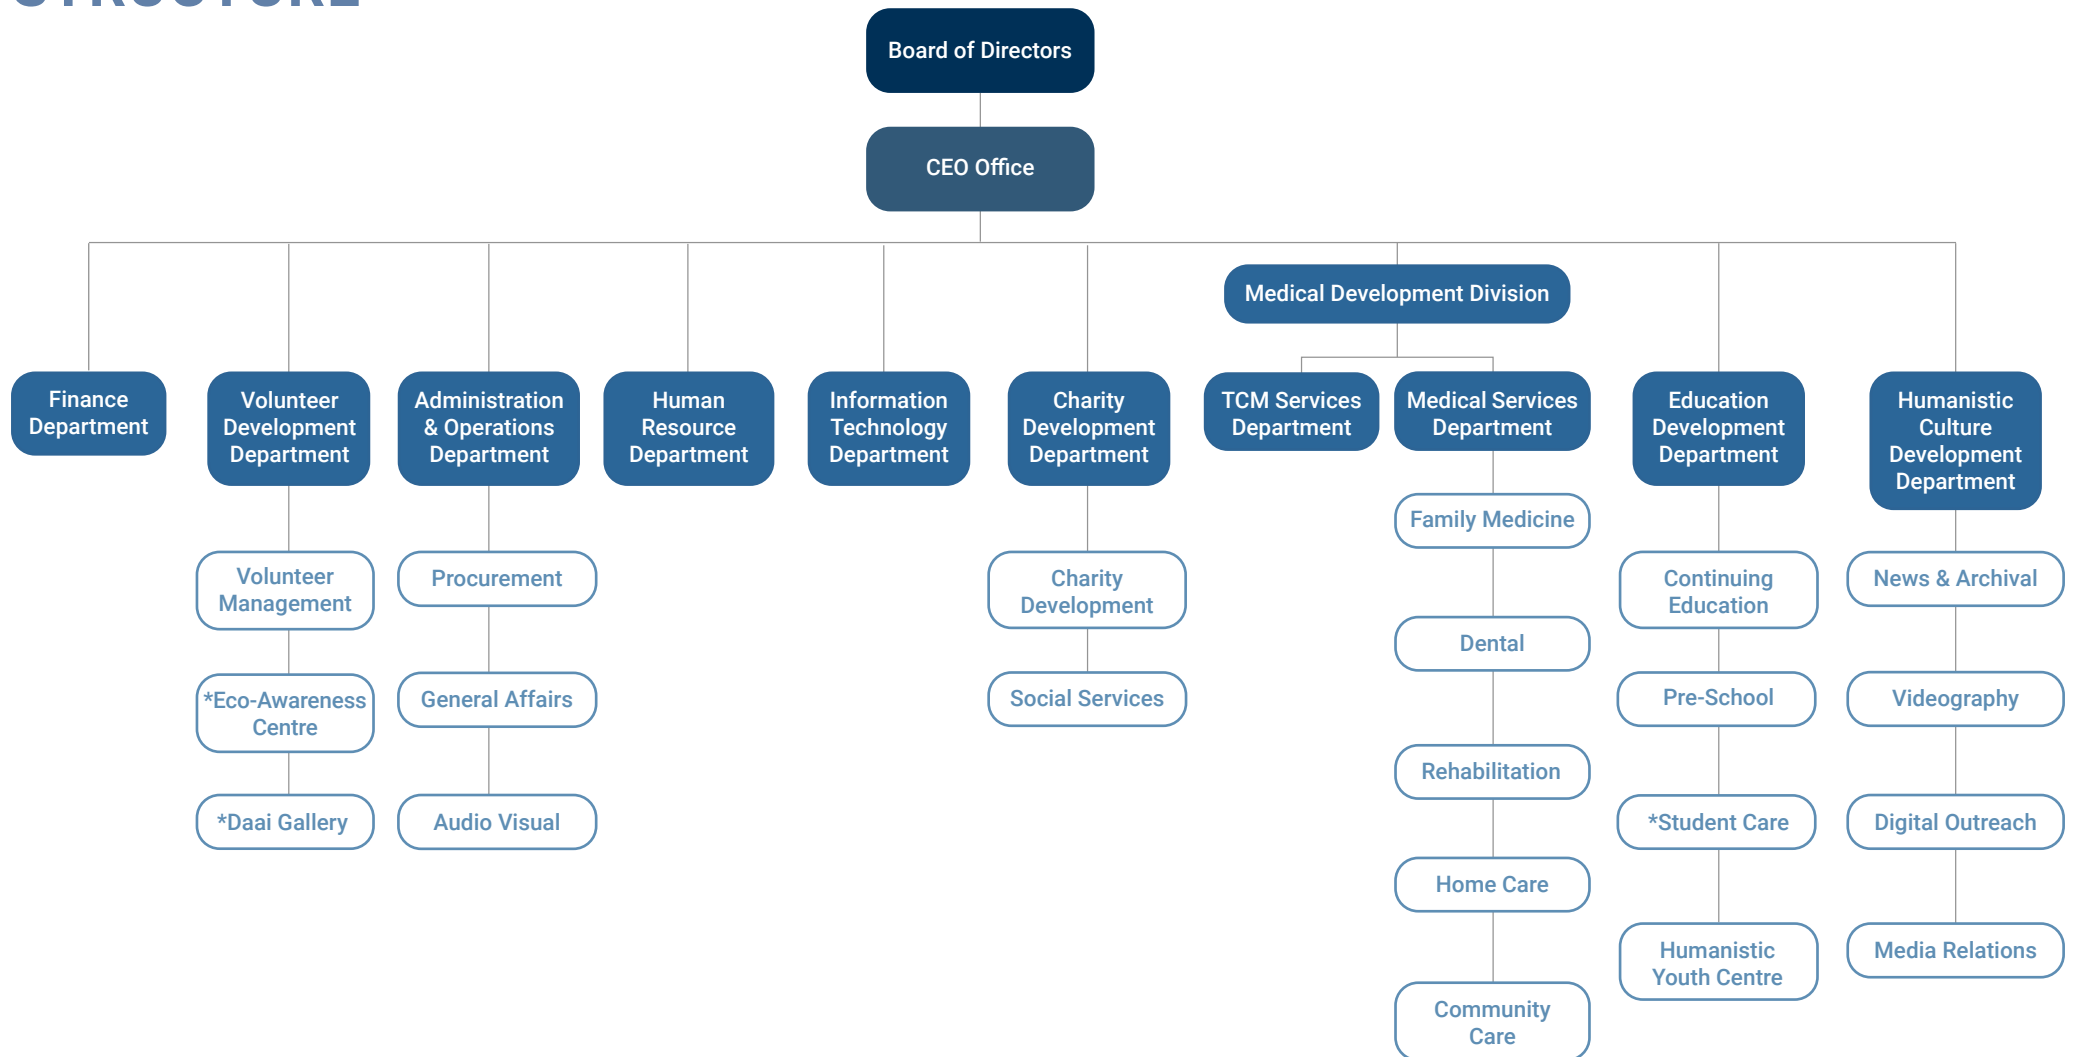 STRUCTURE
Board of Directors
CEO Office
Medical Development Division
Finance
Department
Volunteer
Development
Department
Administration
& Operations
Department
Human
Resource
Department
Information
Technology
Department
Charity
Development
Department
TCM Services
Department
Medical Services
Department
Education
Development
Department
Humanistic
Culture
Development
Department
Volunteer
Management
*Eco-Awareness
Centre
*Daai Gallery
Procurement
General Affairs
Audio Visual
Charity
Development
Social Services
Family Medicine
Dental
Rehabilitation
Home Care
Community
Care
Continuing
Education
Pre-School
*Student Care
Humanistic
Youth Centre
News & Archival
Videography
Digital Outreach
Media Relations